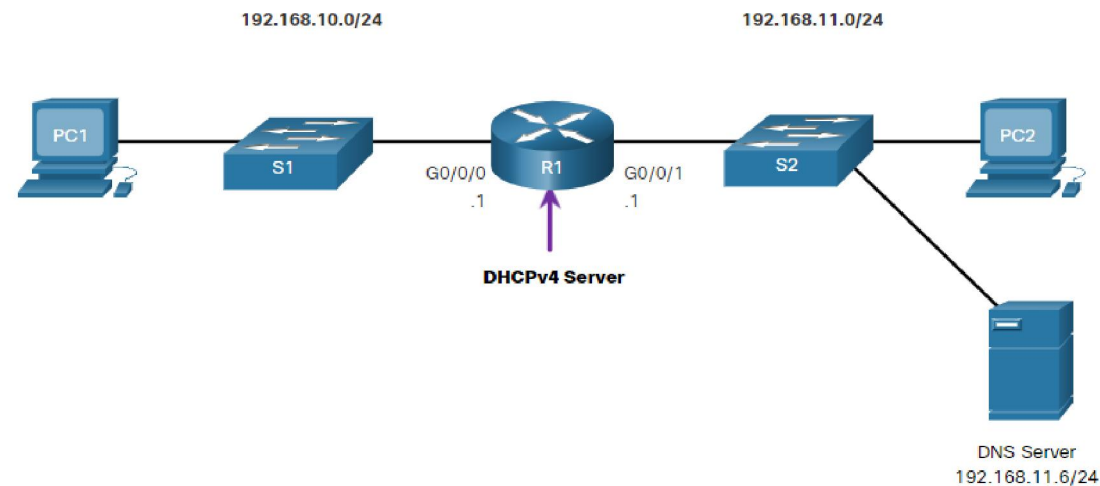 192.168.10.0/24
192.168.11.0/24
PC1
S1
G0/0/0
.1
R1
G0/0/1
.1
S2
PC2
DHCPv4 Server
DNS Server
192.168.11.6/24